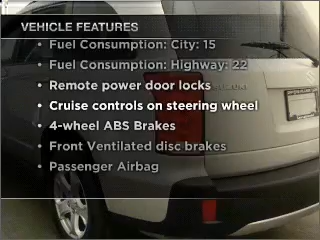 VEHICLE FEATURES
• Fuel Consumption: City: 15
• Fuel Consumption: Highway: 22
• Remote power door locks
• Cruise controls on steering wheel
• 4-wheel ABS Brakes
• Front Ventilated disc brakes
• Passenger Airbag